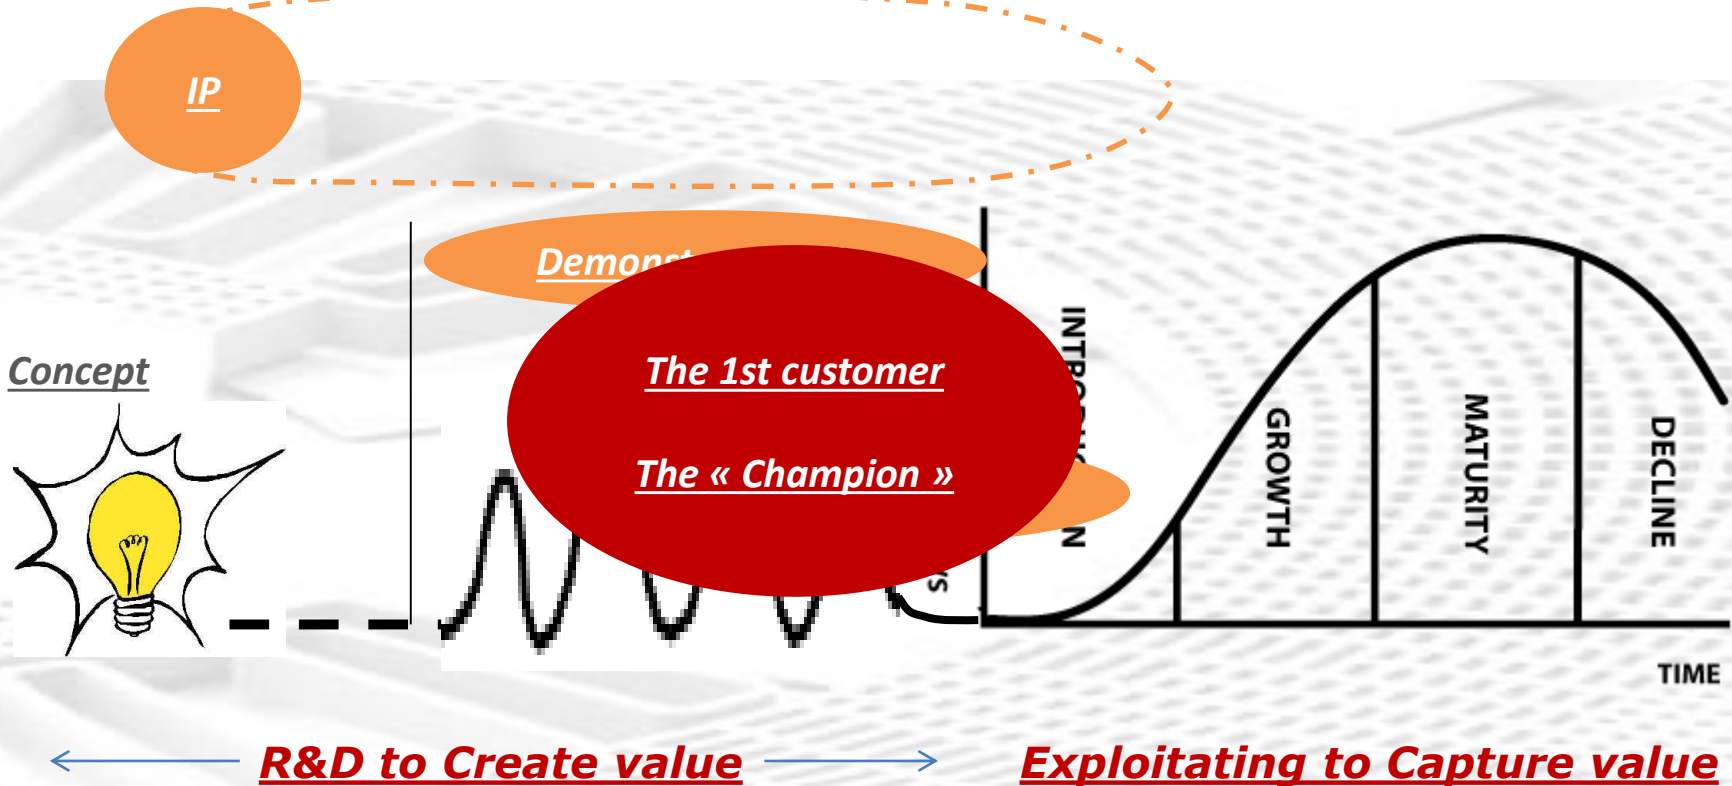 IP
Concept
The 1st customer
The « Champion »
GROWTH
MATURITY
DECLINE
TIME
R&D to Create value
Exploitating to Capture value